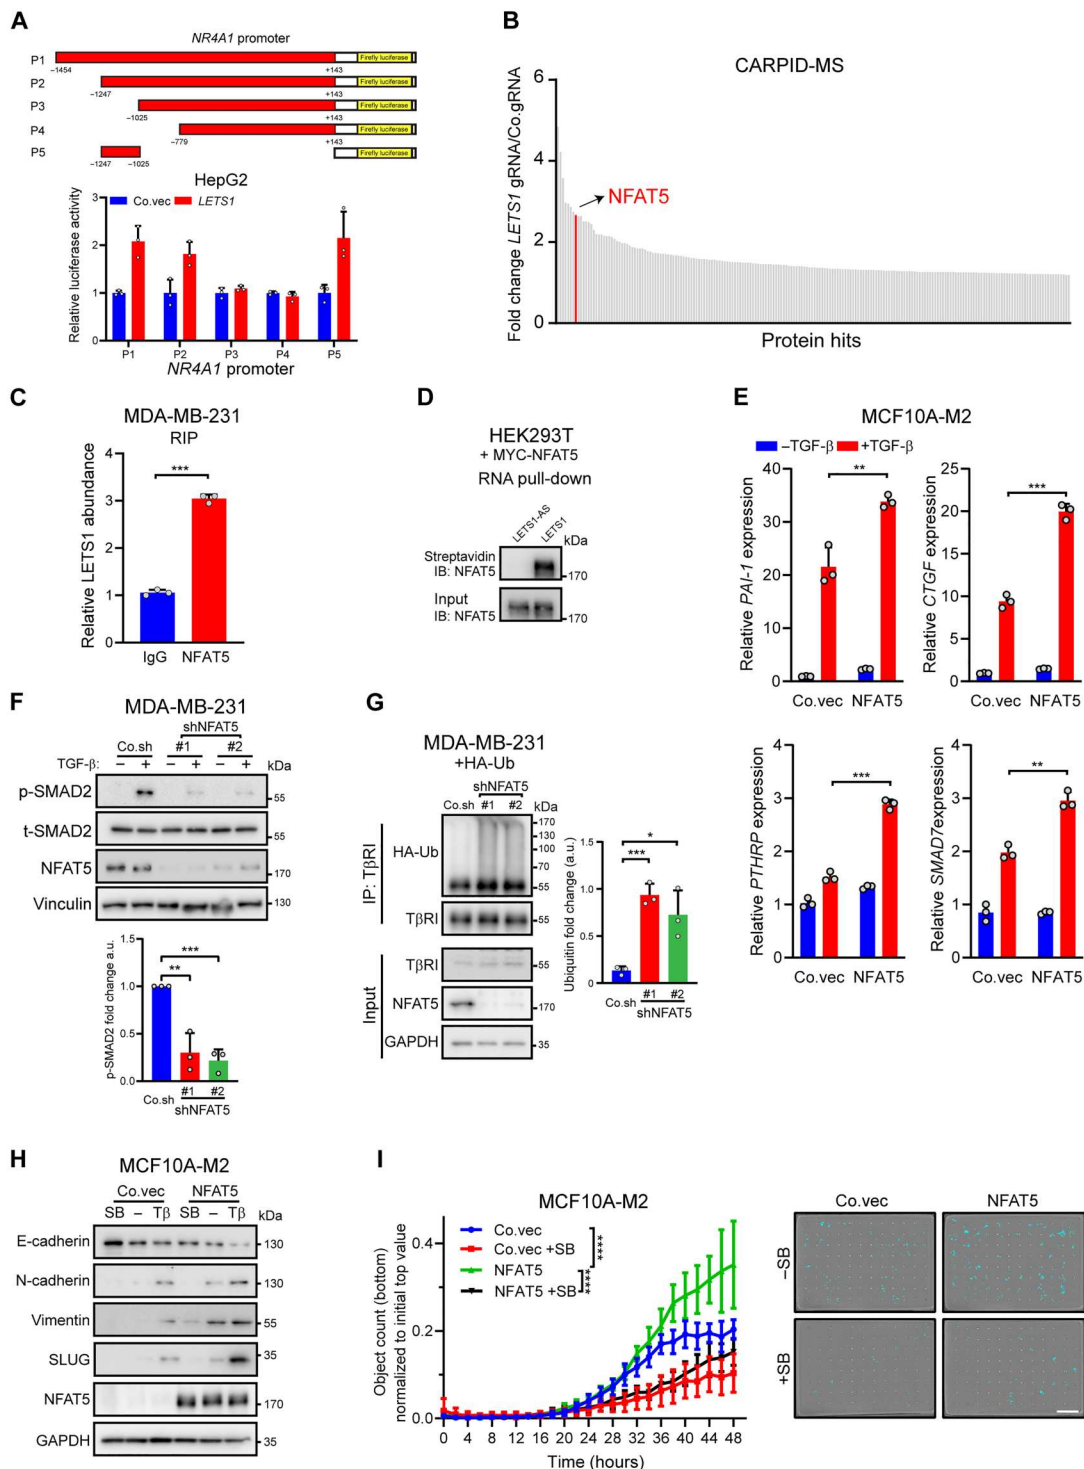 A
NR4A1 promoter
P1
Firefly luciferase
−1454
+143
P2
Firefly luciferase
−1247
+143
P3
Firefly luciferase
−1025
+143
P4
Firefly luciferase
−779
+143
P5
Firefly luciferase
−1247
−1025
HepG2
Co.vec
LETS1
Relative luciferase activity
3
2
1
0
P1
P2
P3
P4
P5
NR4A1 promoter
B
CARPID-MS
Fold change LETS1 gRNA/Co.gRNA
6
4
2
0
NFAT5
Protein hits
C
MDA-MB-231
RIP
***
Relative LETS1 abundance
4
3
2
1
0
IgG
NFAT5
D
HEK293T
+ MYC-NFAT5
RNA pull-down
LETS1-AS
LETS1
kDa
Streptavidin
IB: NFAT5
170
Input
IB: NFAT5
170
E
MCF10A-M2
−TGF-β
+TGF-β
Relative PAI-1 expression
40
30
20
10
0
**
Co.vec
NFAT5
Relative CTGF expression
25
20
15
10
5
0
***
Co.vec
NFAT5
Relative PTHRP expression
4
3
2
1
0
***
Co.vec
NFAT5
Relative SMAD7expression
4
3
2
1
0
**
Co.vec
NFAT5
F
MDA-MB-231
shNFAT5
Co.sh
#1
#2
TGF-β:
−
+
−
+
−
+
kDa
p-SMAD2
55
t-SMAD2
55
NFAT5
170
Vinculin
130
p-SMAD2 fold change a.u.
1.5
1.0
0.5
0.0
***
**
Co.sh
#1
#2
shNFAT5
G
MDA-MB-231
+HA-Ub
shNFAT5
Co.sh
#1
#2
kDa
IP: TβRI
HA-Ub
170
130
100
70
55
TβRI
55
Input
TβRI
55
NFAT5
170
GAPDH
35
Ubiquitin fold change (a.u.)
1.5
1.0
0.5
0.0
*
***
Co.sh
#1
#2
shNFAT5
H
MCF10A-M2
Co.vec
NFAT5
SB
−
Tβ
SB
−
Tβ
kDa
E-cadherin
130
N-cadherin
130
Vimentin
55
SLUG
35
NFAT5
170
GAPDH
35
I
MCF10A-M2
Object count (bottom)
normalized to initial top value
0.4
0.2
0.0
Co.vec
Co.vec +SB
NFAT5
NFAT5 +SB
****
****
0
4
8
12
16
20
24
28
32
36
40
44
48
Time (hours)
Co.vec
NFAT5
−SB
+SB